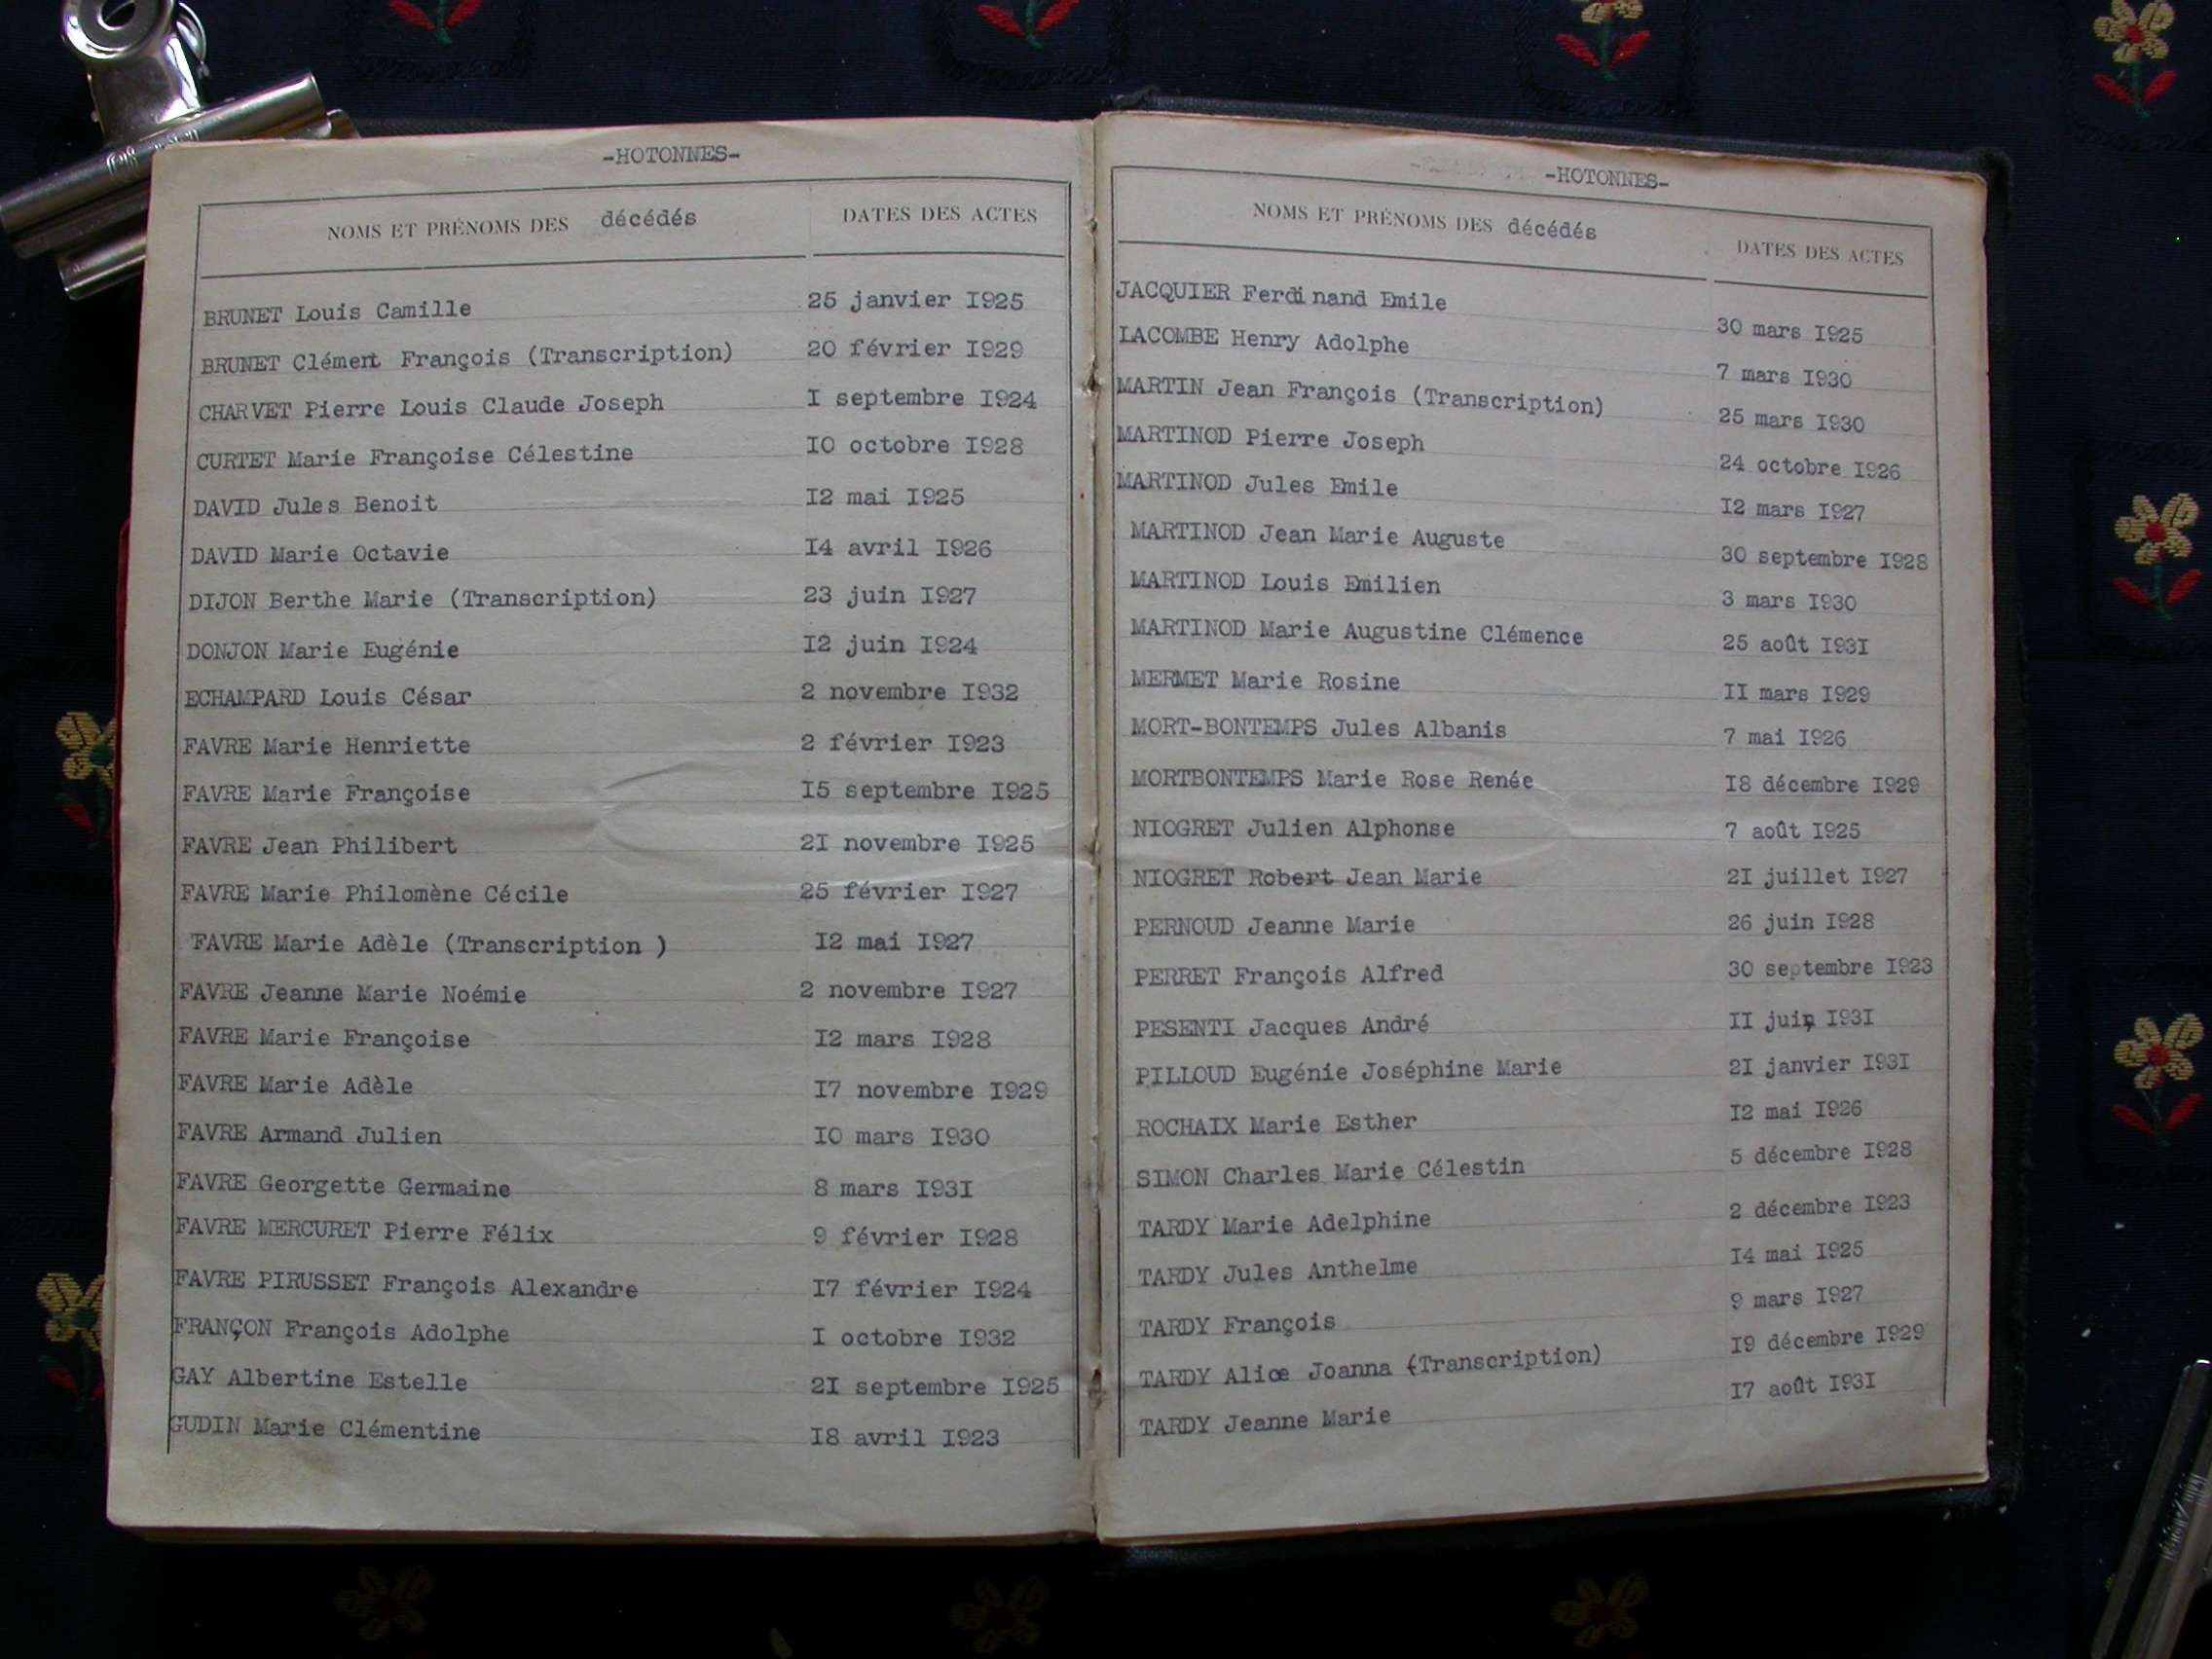 -HOTONNES-
NOMS ET PRÉNOMS DES décédés DATES DES ACTES
BRUNET Louis Camille 25 janvier I925
BRUNET Clément François (Transcription) 20 février I929
CHARVET Pierre Louis Claude Joseph I septembre I924
CURTET Marie Françoise Célestine IO octobre I928
DAVID Jules Benoit I2 mai I925
DAVID Marie Octavie I4 avril I926
DIJON Berthe Marie (Transcription) 23 juin I927
DONJON Marie Eugénie I2 juin I924
ECHAMPARD Louis César 2 novembre I932
FAVRE Marie Henriette 2 février I923
FAVRE Marie Françoise I5 septembre I925
FAVRE Jean Philibert 2I novembre I925
FAVRE Marie Philomène Cécile 25 février I927
FAVRE Marie Adèle (Transcription ) I2 mai I927
FAVRE Jeanne Marie Noémie 2 novembre I927
FAVRE Marie Françoise I2 mars I928
FAVRE Marie Adèle I7 novembre I929
FAVRE Armand Julien IO mars I930
FAVRE Georgette Germaine 8 mars I93I
FAVRE MERCURET Pierre Félix 9 février I928
FAVRE PIRUSSET François Alexandre I7 février I924
FRANÇON François Adolphe I octobre I932
GAY Albertine Estelle 2I septembre I925
GUDIN Marie Clémentine I8 avril I923
-HOTONNES-
NOMS ET PRÉNOMS DES décédés DATES DES ACTES
JACQUIER Ferdinand Emile 30 mars I925
LACOMBE Henry Adolphe 7 mars I930
MARTIN Jean François (Transcription) 25 mars I930
MARTINOD Pierre Joseph 24 octobre I926
MARTINOD Jules Emile I2 mars I927
MARTINOD Jean Marie Auguste 30 septembre I928
MARTINOD Louis Emilien 3 mars I930
MARTINOD Marie Augustine Clémence 25 août I93I
MERMET Marie Rosine II mars I929
MORT-BONTEMPS Jules Albanis 7 mai I926
MORTBONTEMPS Marie Rose Renée I8 décembre I929
NIOGRET Julien Alphonse 7 août I925
NIOGRET Robert Jean Marie 2I juillet I927
PERNOUD Jeanne Marie 26 juin I928
PERRET François Alfred 30 septembre I923
PESENTI Jacques André II juin I93I
PILLOUD Eugénie Joséphine Marie 2I janvier I93I
ROCHAIX Marie Esther I2 mai I926
SIMON Charles Marie Célestin 5 décembre I928
TARDY Marie Adelphine 2 décembre I923
TARDY Jules Anthelme I4 mai I925
TARDY François 9 mars I927
TARDY Alice Joanna (Transcription) I9 décembre I929
TARDY Jeanne Marie I7 août I93I